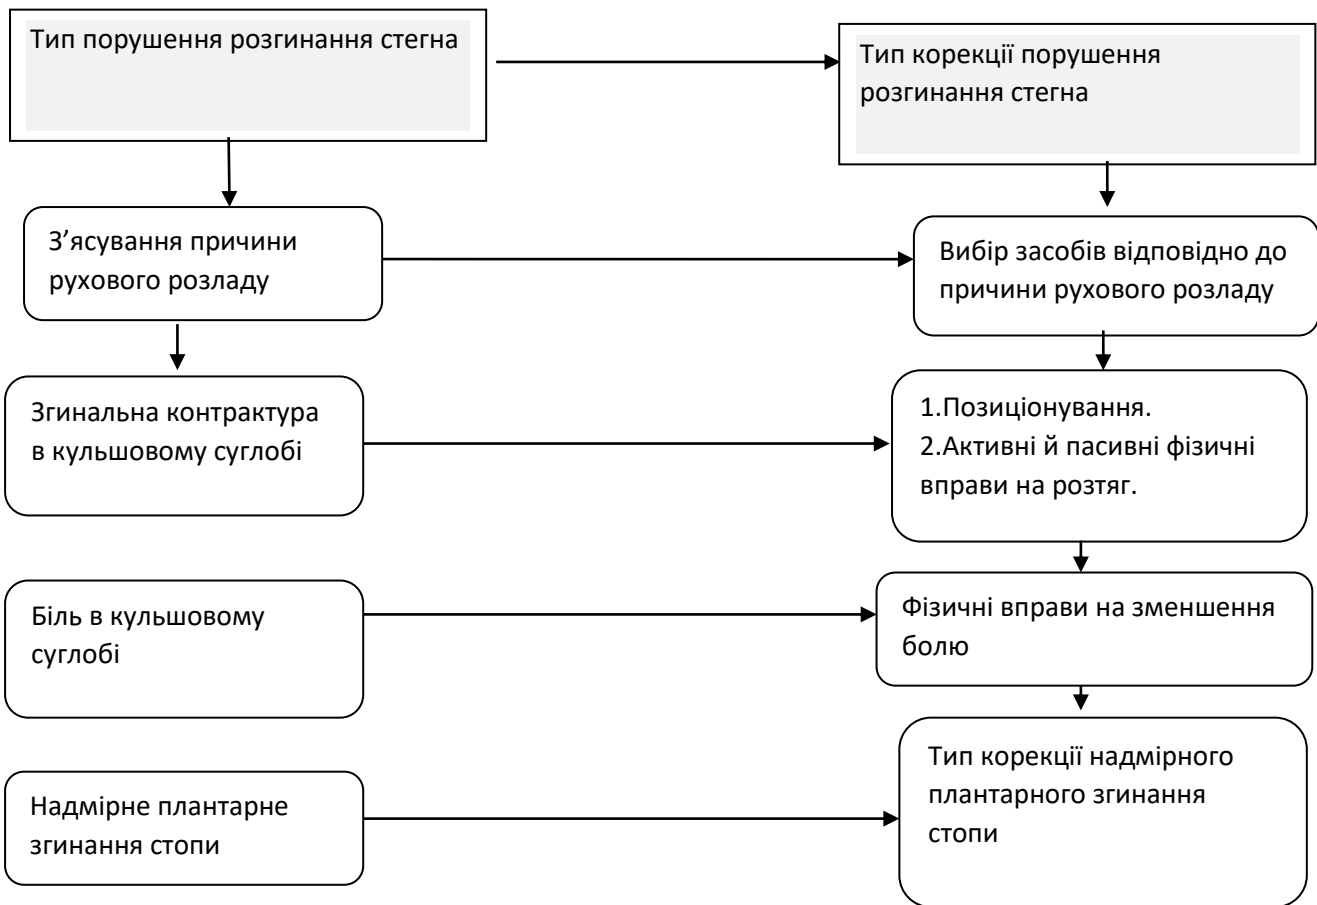 Тип порушення розгинання стегна
Тип корекції порушення
розгинання стегна
З’ясування причини
рухового розладу
Вибір засобів відповідно до
причини рухового розладу
Згинальна контрактура
в кульшовому суглобі
1.Позиціонування.
2.Активні й пасивні фізичні
вправи на розтяг.
Біль в кульшовому
суглобі
Фізичні вправи на зменшення
болю
Надмірне плантарне
згинання стопи
Тип корекції надмірного
плантарного згинання
стопи